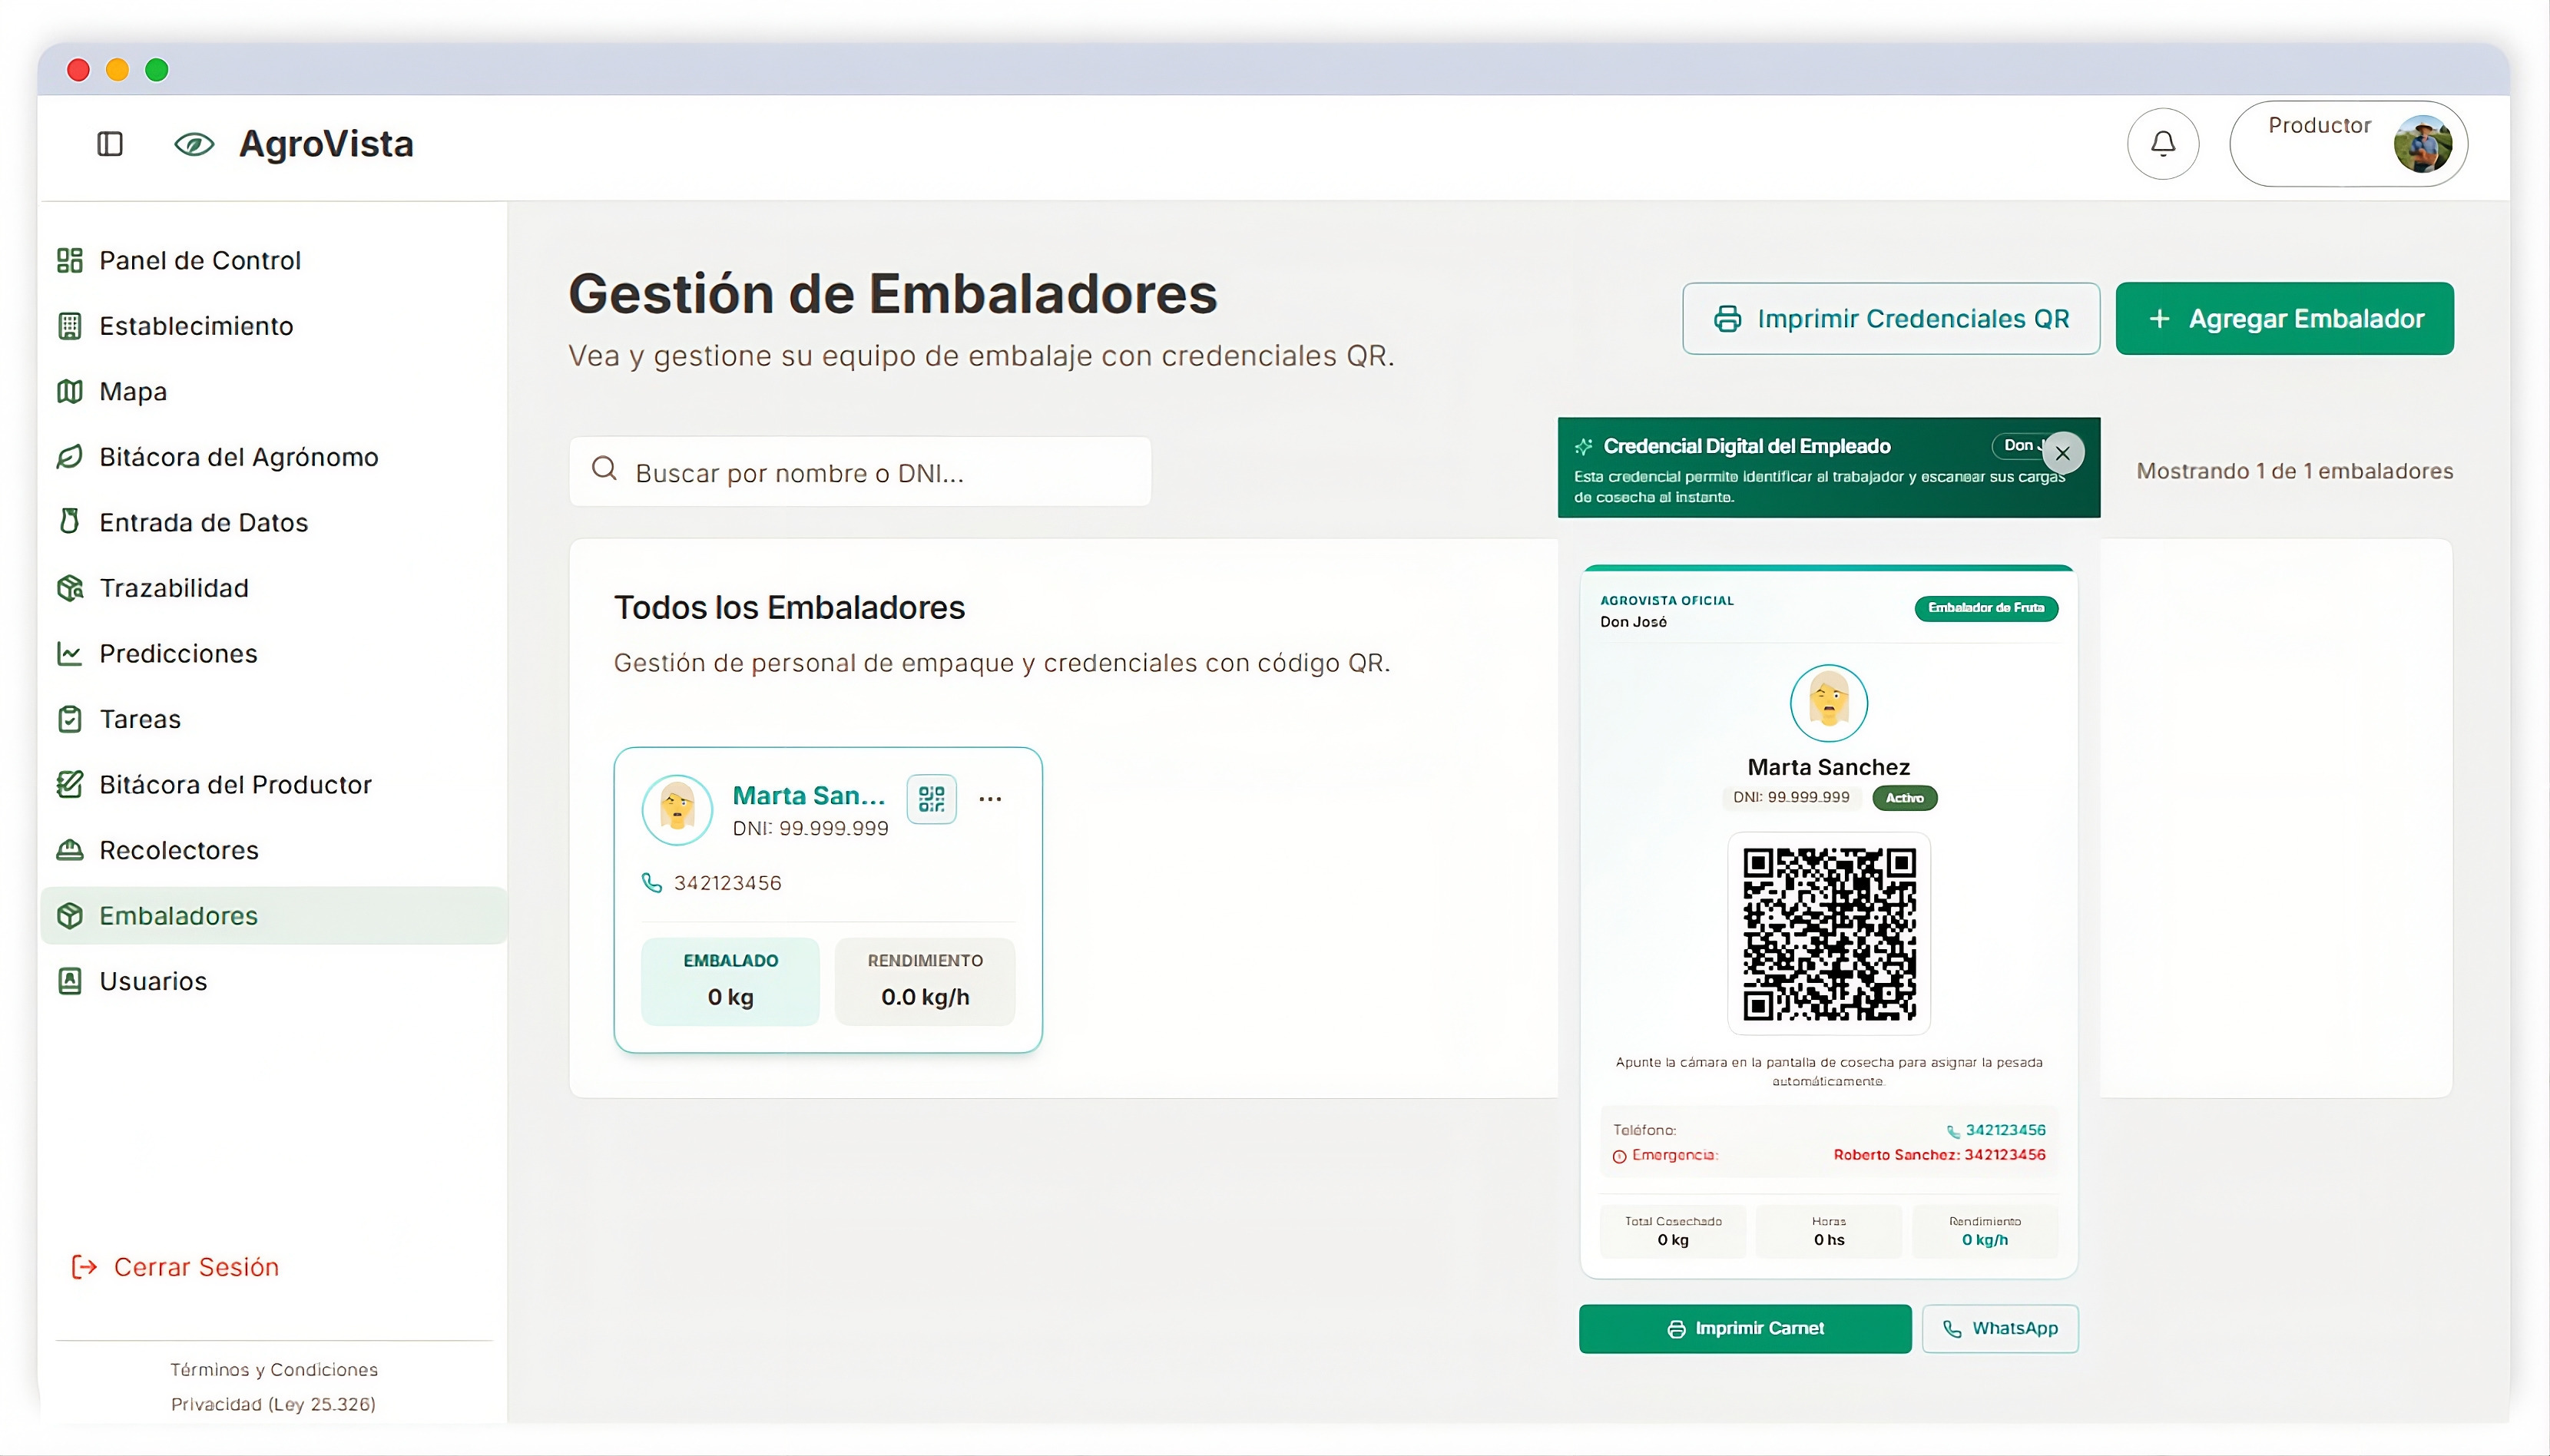 AgroVista
Productor
Panel de Control
Establecimiento
Mapa
Bitácora del Agrónomo
Entrada de Datos
Trazabilidad
Predicciones
Tareas
Bitácora del Productor
Recolectores
Embaladores
Usuarios
Cerrar Sesión
Términos y Condiciones
Privacidad (Ley 25.326)
Gestión de Embaladores
Vea y gestione su equipo de embalaje con credenciales QR.
Imprimir Credenciales QR
+ Agregar Embalador
Buscar por nombre o DNI...
Mostrando 1 de 1 embaladores
Todos los Embaladores
Gestión de personal de empaque y credenciales con código QR.
Marta San...
DNI: 99.999.999
342123456
EMBALADO
0 kg
RENDIMIENTO
0.0 kg/h
Credencial Digital del Empleado
Don J
Esta credencial permite identificar al trabajador y escanear sus cargas
de cosecha al instante.
AGROVISTA OFICIAL
Don José
Embalador de Fruta
Marta Sanchez
DNI: 99.999.999
Activo
Apunte la cámara en la pantalla de cosecha para asignar la pesada
automáticamente.
Teléfono:
342123456
Emergencia:
Roberto Sanchez: 342123456
Total Cosechado
0 kg
Horas
0 hs
Rendimiento
0 kg/h
Imprimir Carnet
WhatsApp